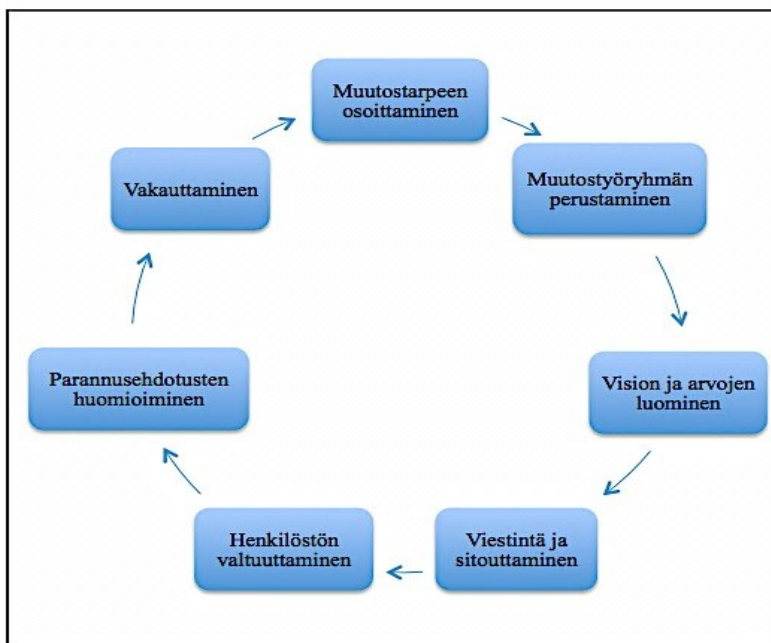 Muutostarpeen
osoittaminen
Muutostyöryhmän
perustaminen
Vision ja arvojen
luominen
Viestintä ja
sitouttaminen
Henkilöstön
valtuuttaminen
Parannusehdotusten
huomioiminen
Vakauttaminen